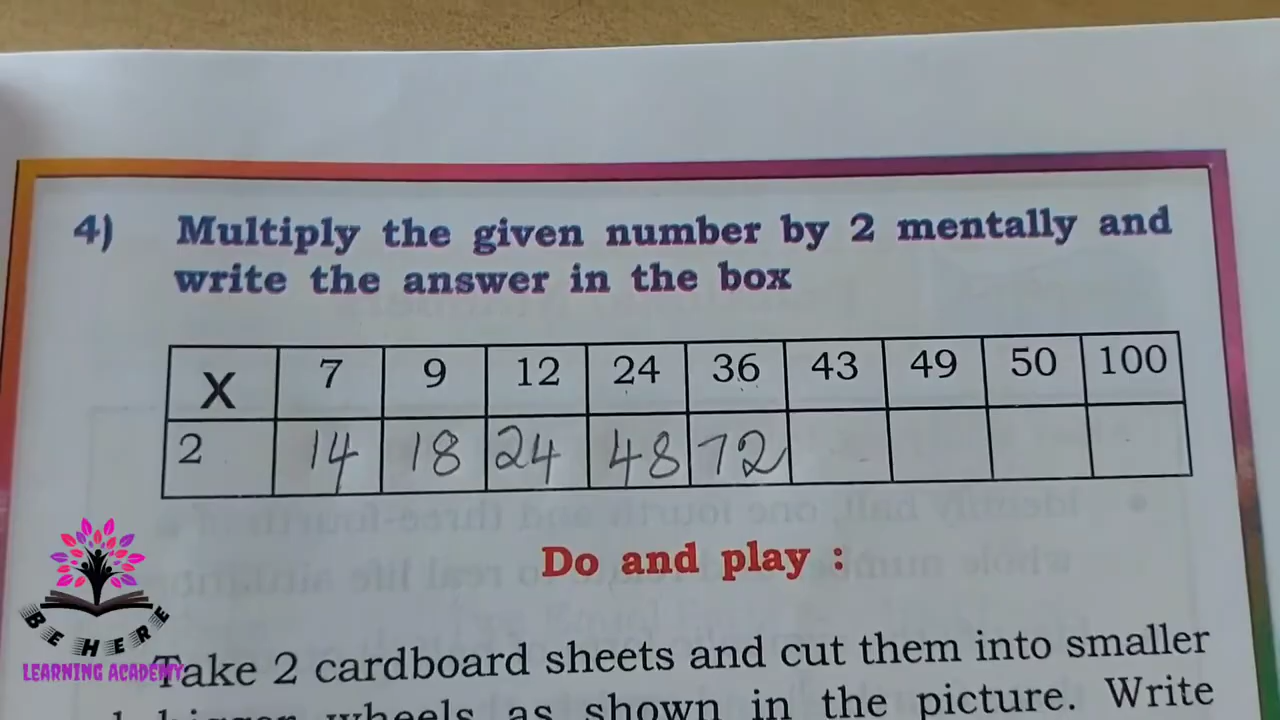 4) Multiply the given number by 2 mentally and
write the answer in the box
X 7 9 12 24 36 43 49 50 100
2 14 18 24 48 72
Do and play :
Take 2 cardboard sheets and cut them into smaller
wheels as shown in the picture. Write
BE HERE
LEARNING ACADEMY